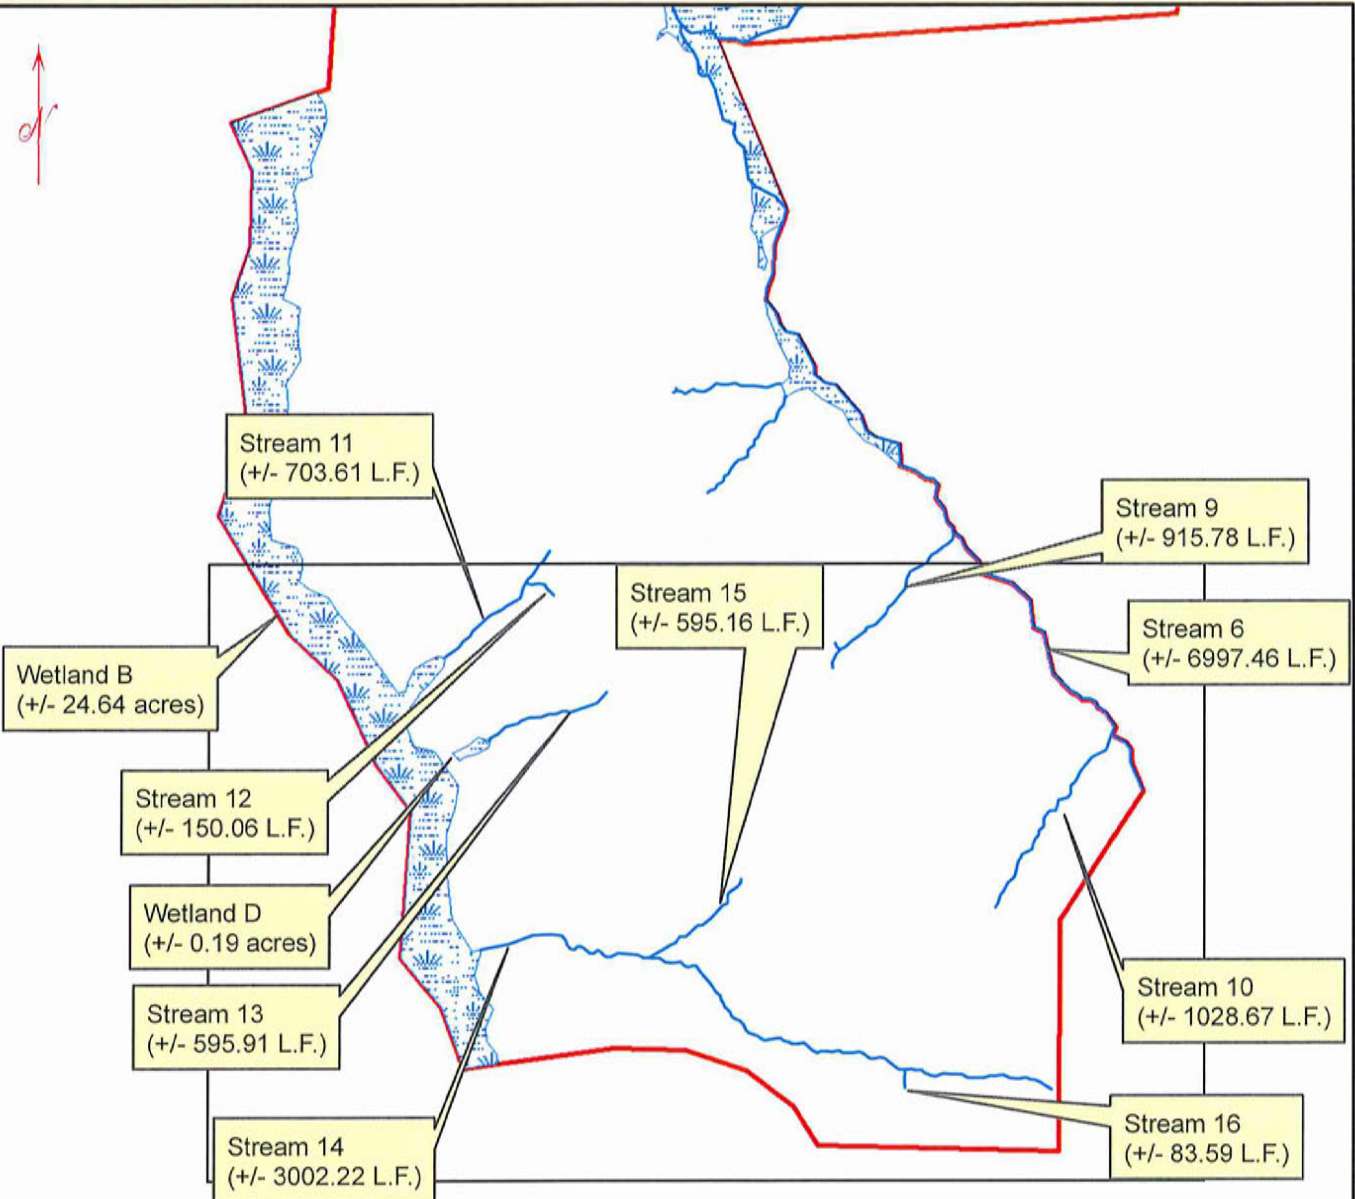 N
Stream 11
(+/- 703.61 L.F.)
Stream 9
(+/- 915.78 L.F.)
Stream 15
(+/- 595.16 L.F.)
Stream 6
(+/- 6997.46 L.F.)
Wetland B
(+/- 24.64 acres)
Stream 12
(+/- 150.06 L.F.)
Wetland D
(+/- 0.19 acres)
Stream 13
(+/- 595.91 L.F.)
Stream 10
(+/- 1028.67 L.F.)
Stream 16
(+/- 83.59 L.F.)
Stream 14
(+/- 3002.22 L.F.)